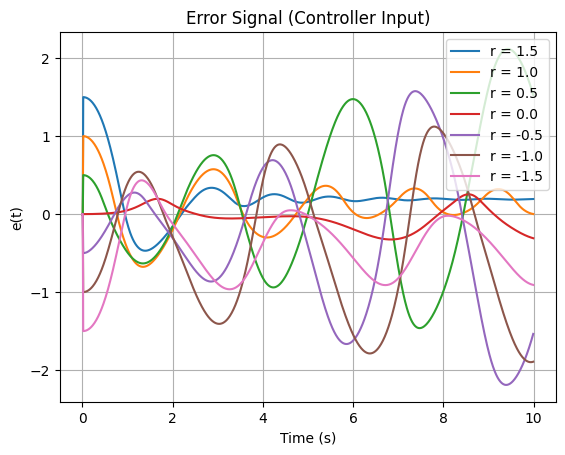 Error Signal (Controller Input)
r = 1.5
r = 1.0
r = 0.5
r = 0.0
r = -0.5
r = -1.0
r = -1.5
2
1
0
−1
−2
e(t)
0 2 4 6 8 10
Time (s)